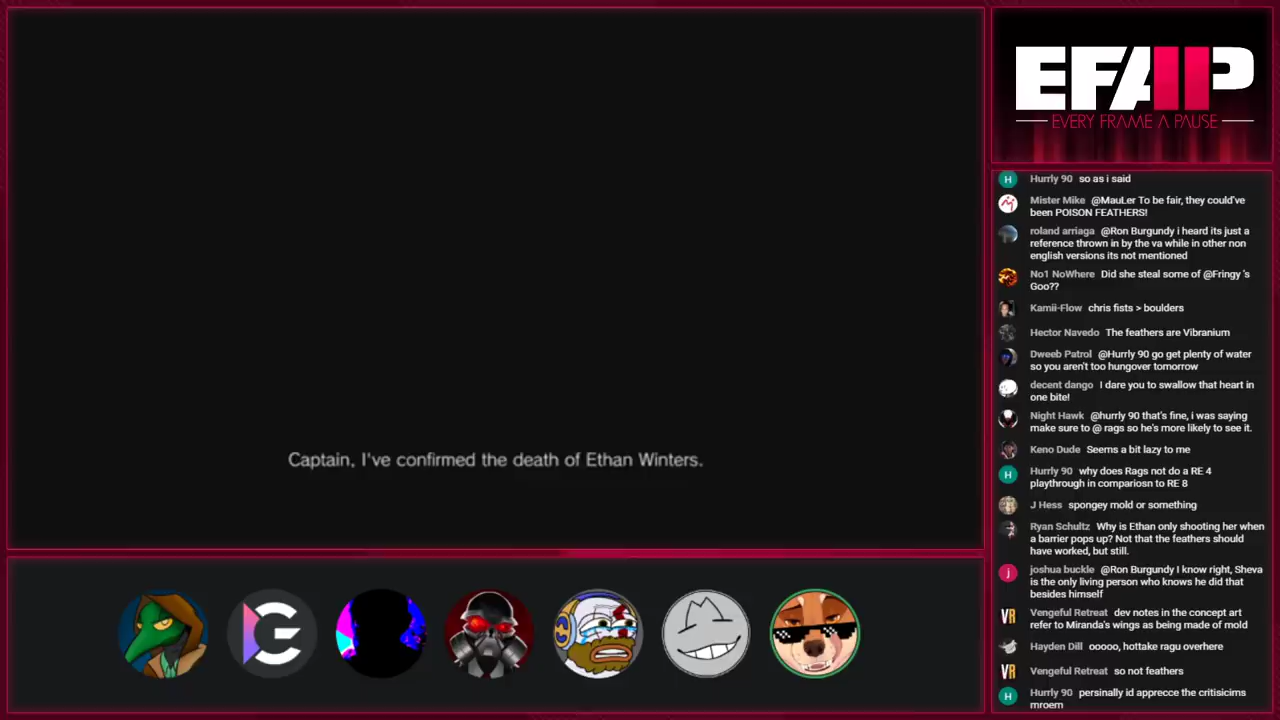 EFAP
EVERY FRAME A PAUSE
Captain, I've confirmed the death of Ethan Winters.
H Hurrly 90 so as i said
Mister Mike @MauLer To be fair, they could've
been POISON FEATHERS!
roland arriaga @Ron Burgundy i heard its just a
reference thrown in by the va while in other non
english versions its not mentioned
No1 NoWhere Did she steal some of @Fringy 's
Goo??
Kamii-Flow chris fists > boulders
Hector Navedo The feathers are Vibranium
Dweeb Patrol @Hurrly 90 go get plenty of water
so you aren't too hungover tomorrow
decent dango I dare you to swallow that heart in
one bite!
Night Hawk @hurrly 90 that's fine, i was saying
make sure to @ rags so he's more likely to see it.
Keno Dude Seems a bit lazy to me
H Hurrly 90 why does Rags not do a RE 4
playthrough in compariosn to RE 8
J Hess spongey mold or something
Ryan Schultz Why is Ethan only shooting her when
a barrier pops up? Not that the feathers should
have worked, but still.
j joshua buckle @Ron Burgundy I know right, Sheva
is the only living person who knows he did that
besides himself
VR Vengeful Retreat dev notes in the concept art
refer to Miranda's wings as being made of mold
Hayden Dill ooooo, hottake ragu overhere
VR Vengeful Retreat so not feathers
H Hurrly 90 persinally id apprecce the critisicims
mroem